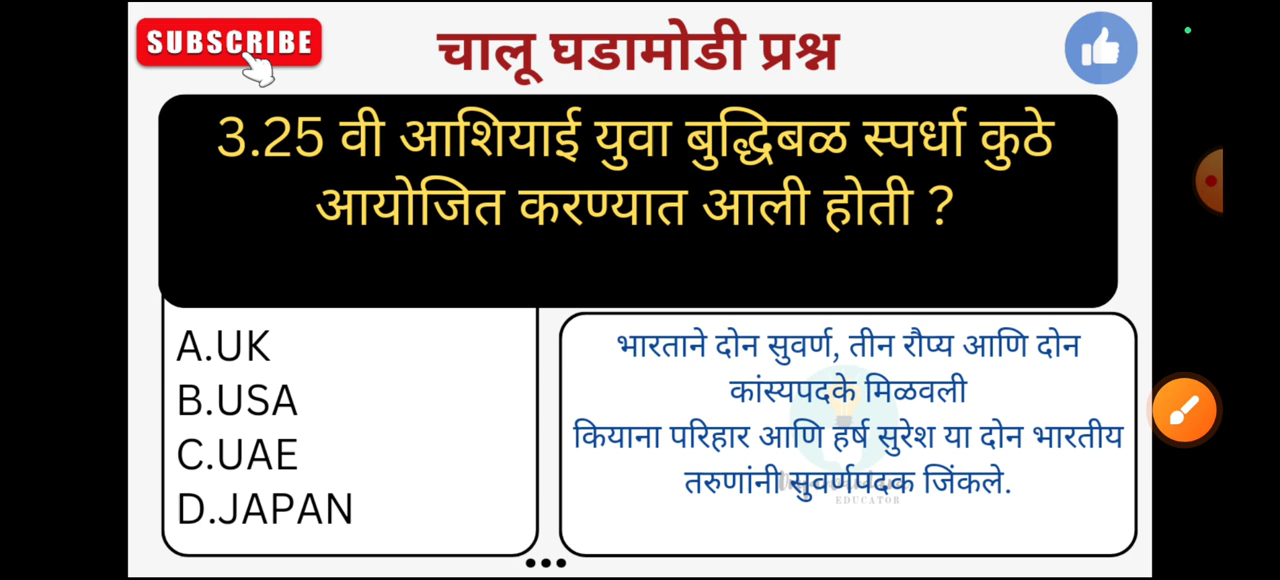 SUBSCRIBE
चालू घडामोडी प्रश्न
3.25 वी आशियाई युवा बुद्धिबळ स्पर्धा कुठे
आयोजित करण्यात आली होती ?
A.UK
B.USA
C.UAE
D.JAPAN
भारताने दोन सुवर्ण, तीन रौप्य आणि दोन
कांस्यपदके मिळवली
कियाना परिहार आणि हर्ष सुरेश या दोन भारतीय
तरुणांनी सुवर्णपदक जिंकले.
EDUCATOR